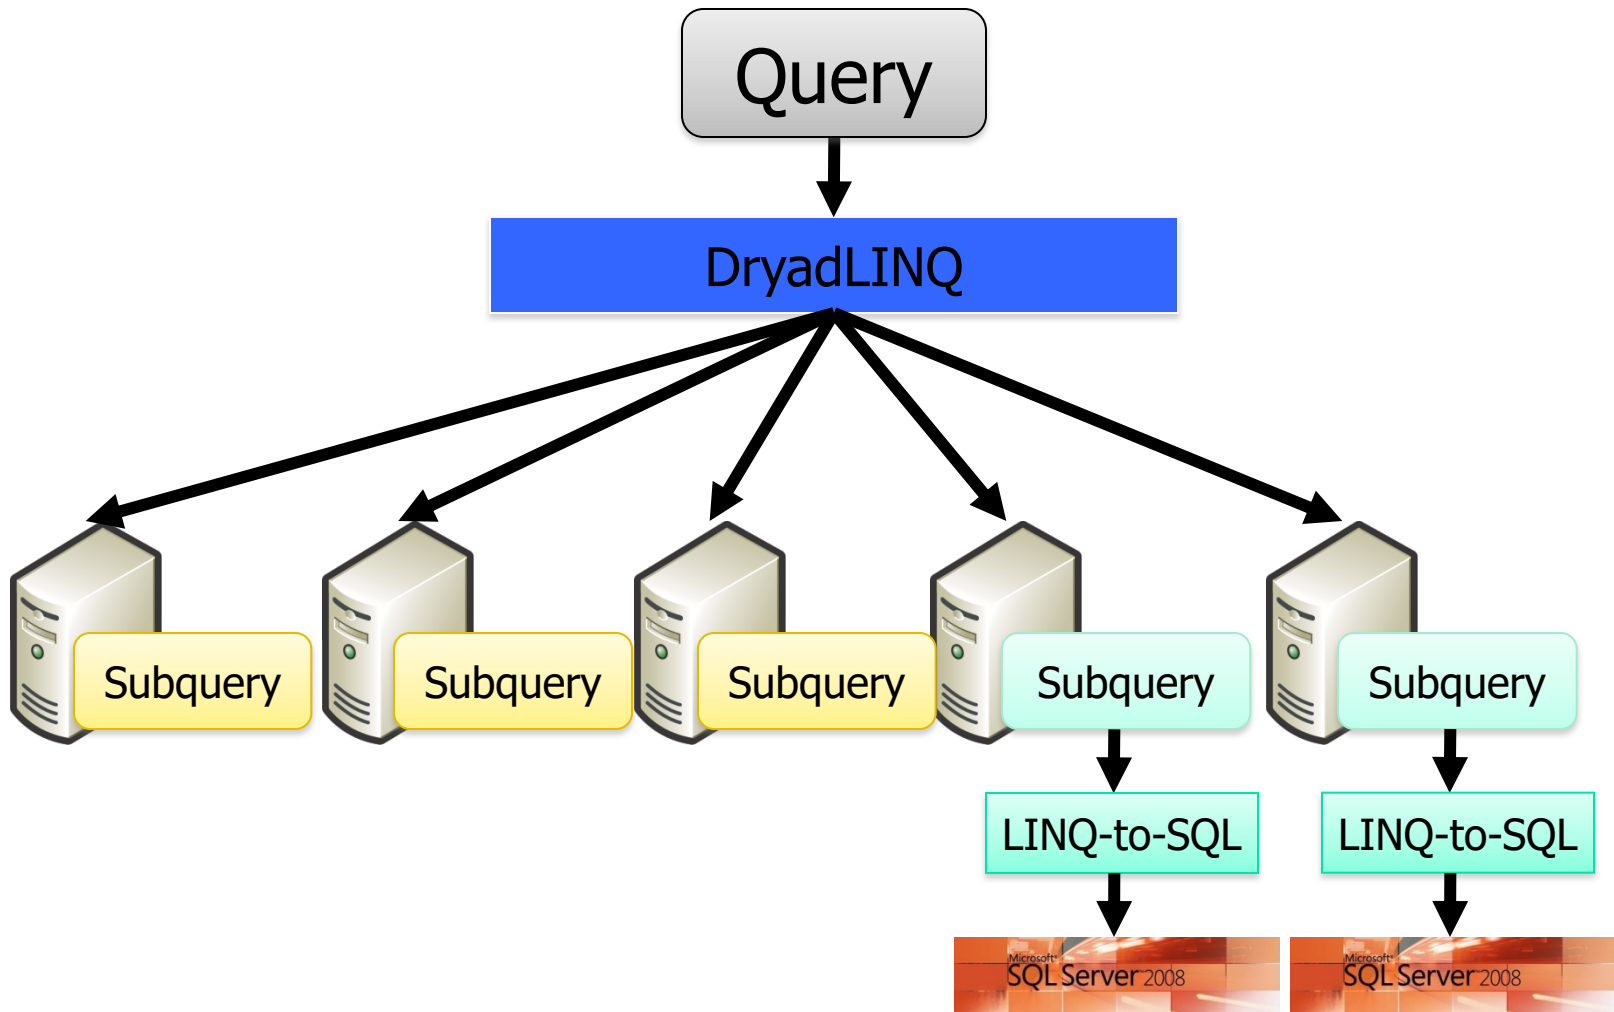 Query
DryadLINQ
Subquery
Subquery
Subquery
Subquery
Subquery
LINQ-to-SQL
LINQ-to-SQL
Microsoft®
SQL Server 2008
Microsoft®
SQL Server 2008